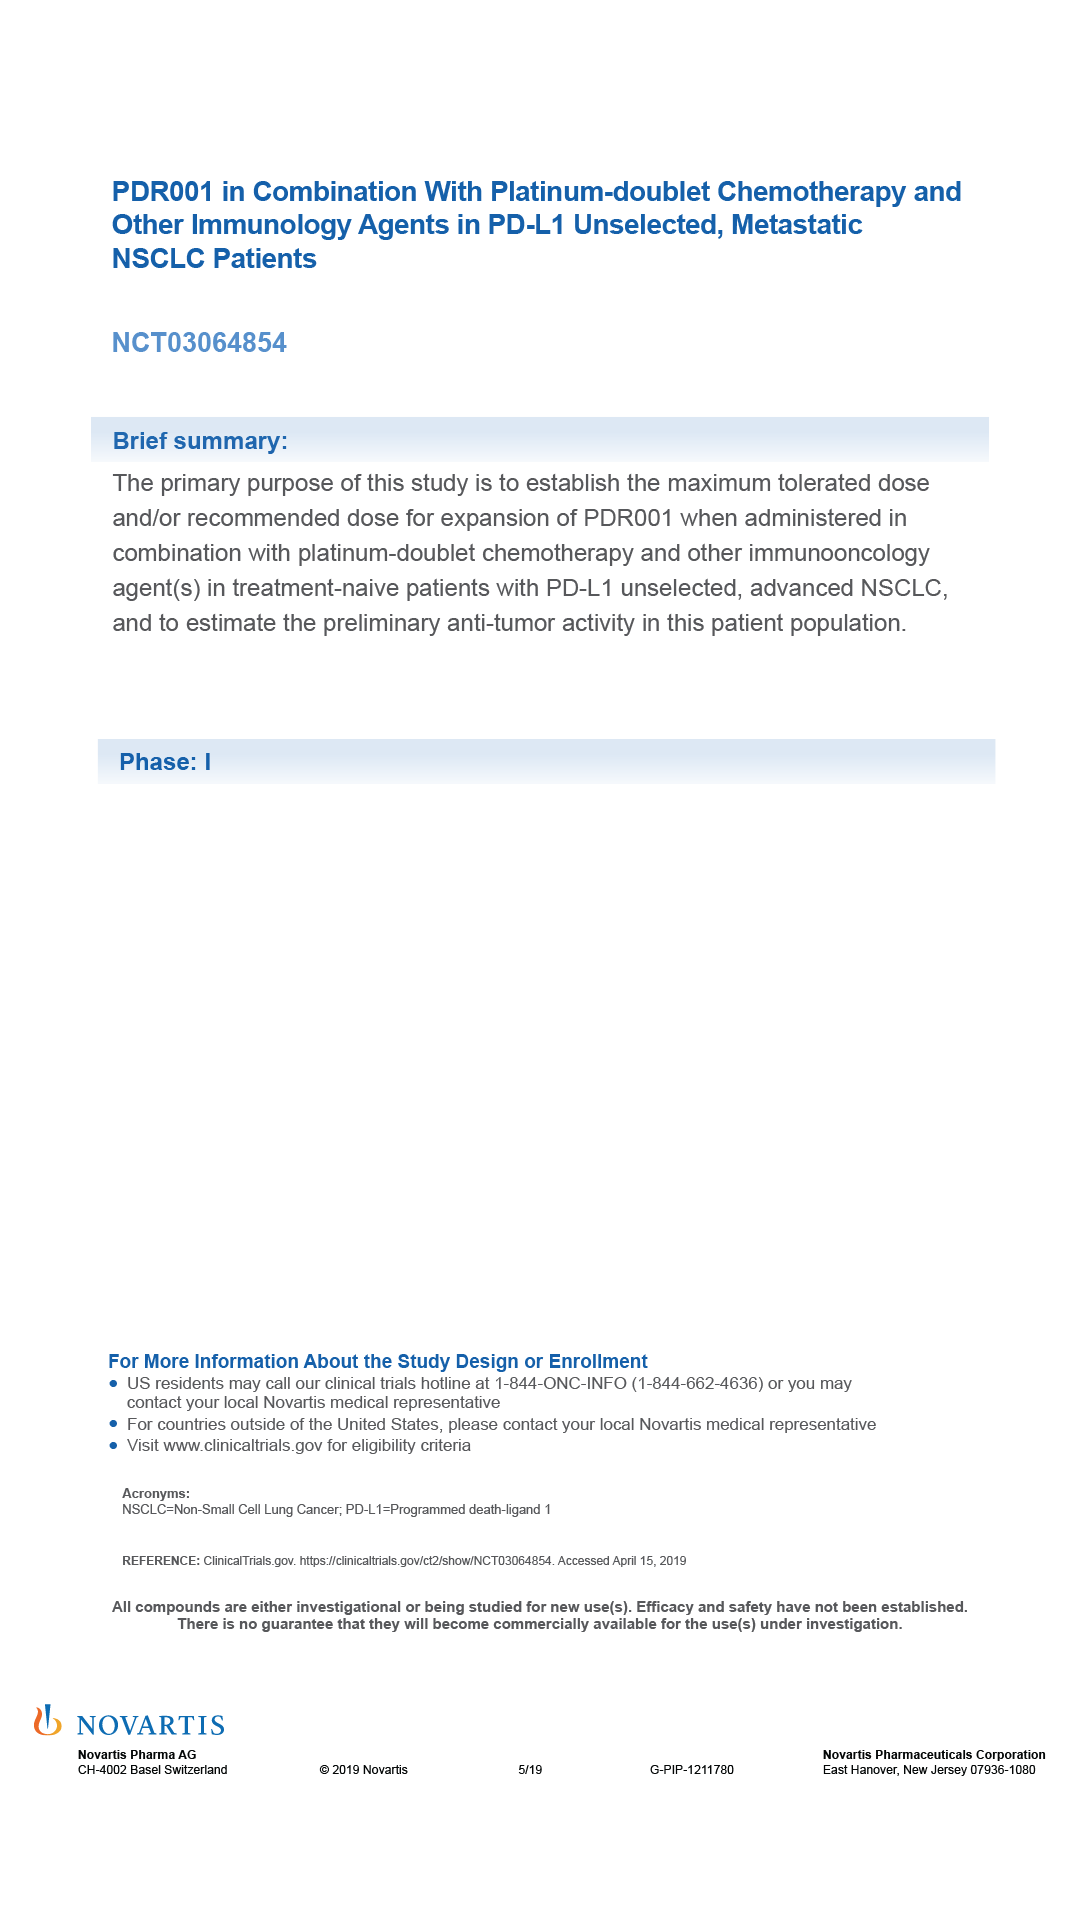 PDR001 in Combination With Platinum-doublet Chemotherapy and
Other Immunology Agents in PD-L1 Unselected, Metastatic
NSCLC Patients
NCT03064854
Brief summary:
The primary purpose of this study is to establish the maximum tolerated dose
and/or recommended dose for expansion of PDR001 when administered in
combination with platinum-doublet chemotherapy and other immunooncology
agent(s) in treatment-naive patients with PD-L1 unselected, advanced NSCLC,
and to estimate the preliminary anti-tumor activity in this patient population.
Phase: I
For More Information About the Study Design or Enrollment
• US residents may call our clinical trials hotline at 1-844-ONC-INFO (1-844-662-4636) or you may
contact your local Novartis medical representative
• For countries outside of the United States, please contact your local Novartis medical representative
• Visit www.clinicaltrials.gov for eligibility criteria
Acronyms:
NSCLC=Non-Small Cell Lung Cancer; PD-L1=Programmed death-ligand 1
REFERENCE: ClinicalTrials.gov. https://clinicaltrials.gov/ct2/show/NCT03064854. Accessed April 15, 2019
All compounds are either investigational or being studied for new use(s). Efficacy and safety have not been established.
There is no guarantee that they will become commercially available for the use(s) under investigation.
NOVARTIS
Novartis Pharma AG
CH-4002 Basel Switzerland
© 2019 Novartis
5/19
G-PIP-1211780
Novartis Pharmaceuticals Corporation
East Hanover, New Jersey 07936-1080